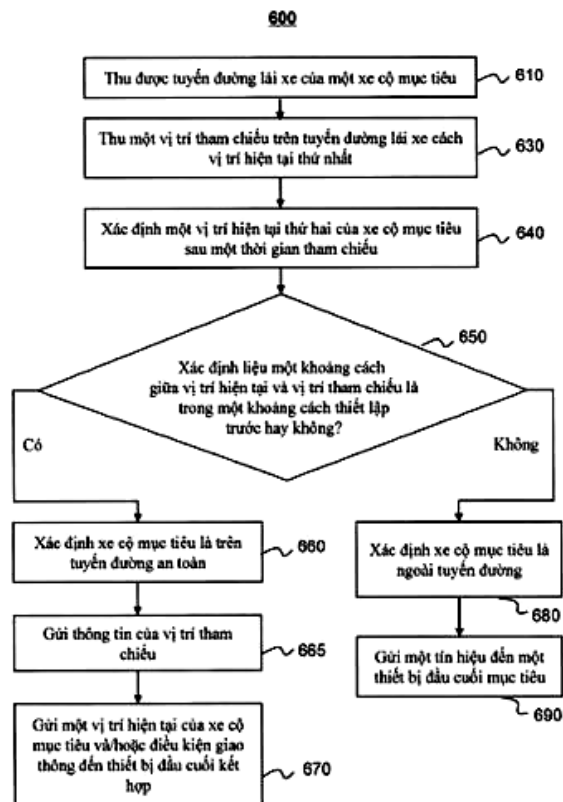 600
Thu được tuyến đường lái xe của một xe cộ mục tiêu
610
Thu một vị trí tham chiếu trên tuyến đường lái xe cách
vị trí hiện tại thứ nhất
630
Xác định một vị trí hiện tại thứ hai của xe cộ mục tiêu
sau một thời gian tham chiếu
640
650
Xác định liệu một khoảng cách
giữa vị trí hiện tại và vị trí tham chiếu là
trong một khoảng cách thiết lập
trước hay không?
Có
Không
Xác định xe cộ mục tiêu là trên
tuyến đường an toàn
660
Xác định xe cộ mục tiêu là
ngoài tuyến đường
680
Gửi thông tin của vị trí tham
chiếu
665
Gửi một tín hiệu đến một
thiết bị đầu cuối mục tiêu
690
Gửi một vị trí hiện tại của xe cộ
mục tiêu và/hoặc điều kiện giao
thông đến thiết bị đầu cuối kết
hợp
670